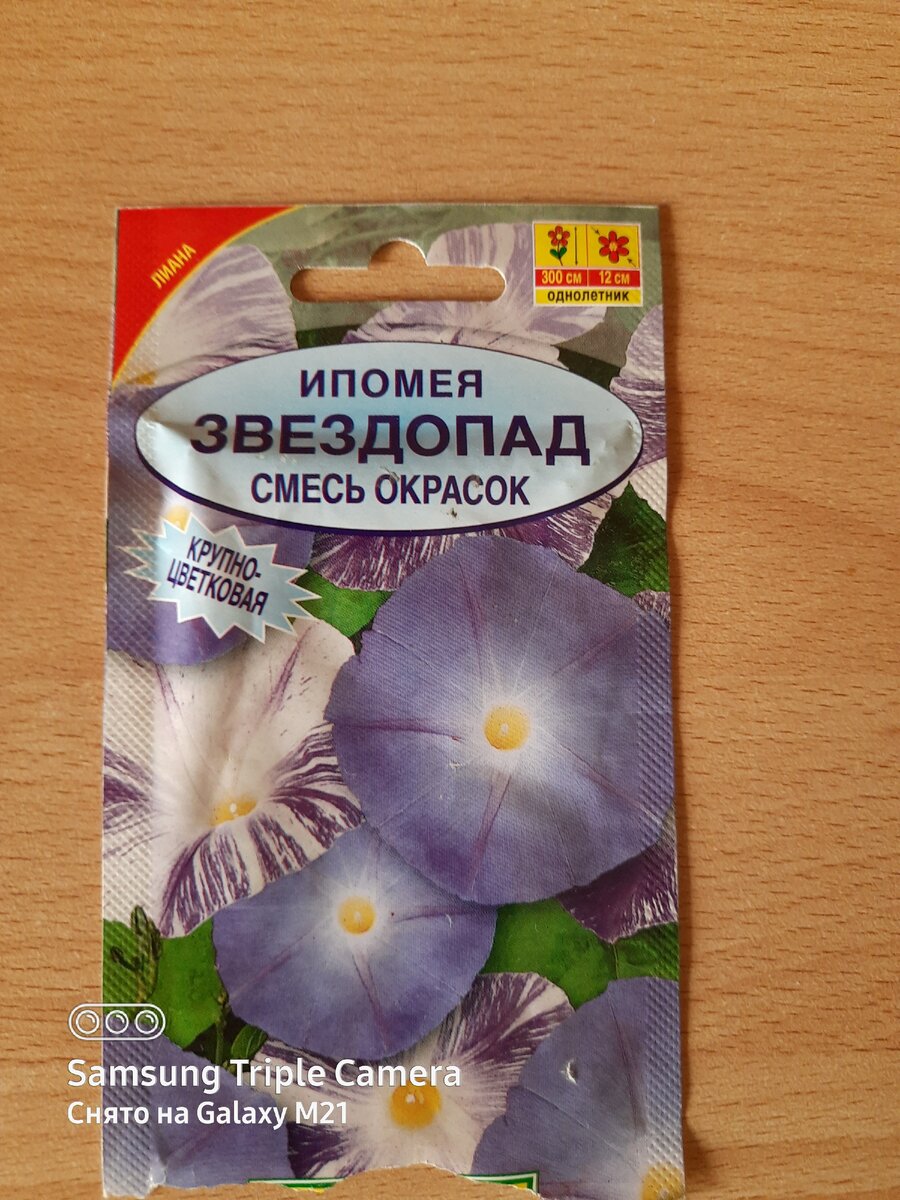 ЛИАНА
300 см 12 см
однолетник
ИПОМЕЯ
ЗВЕЗДОПАД
СМЕСЬ ОКРАСОК
КРУПНО-
ЦВЕТКОВАЯ
Samsung Triple Camera
Снято на Galaxy M21